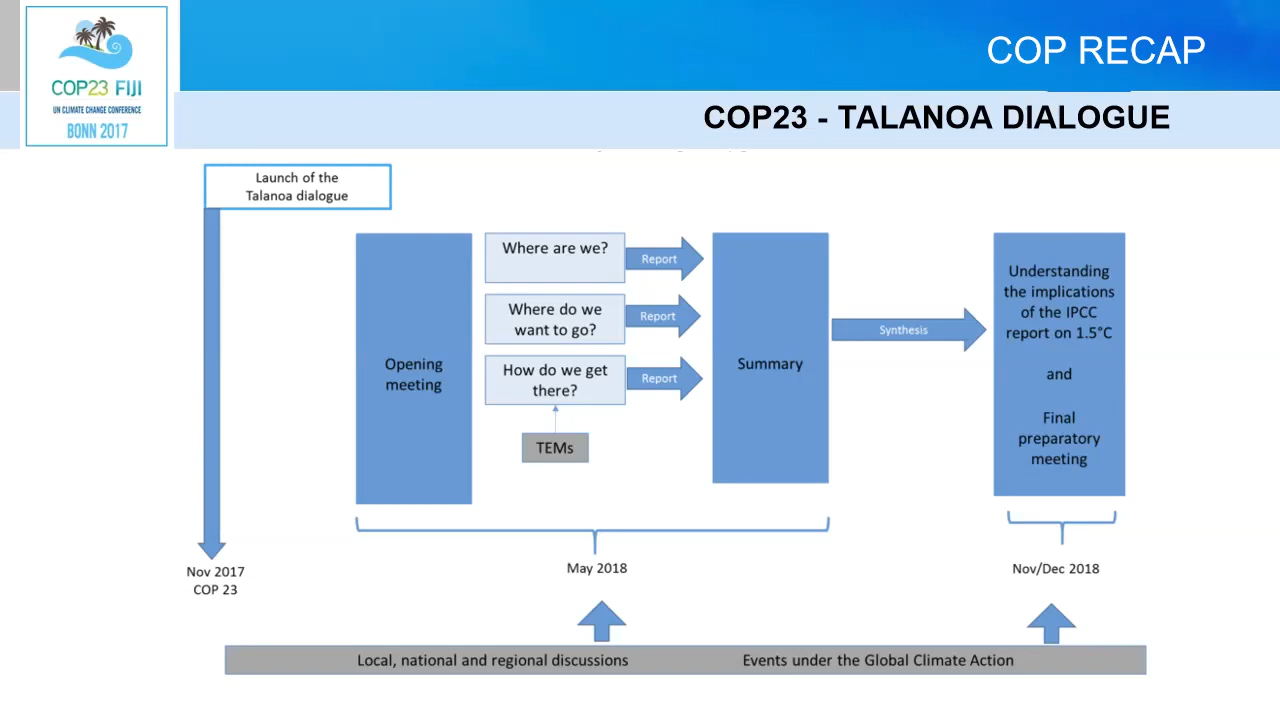 COP23 FIJI
UN CLIMATE CHANGE CONFERENCE
BONN 2017
COP RECAP
COP23 - TALANOA DIALOGUE
Launch of the
Talanoa dialogue
Nov 2017
COP 23
Opening
meeting
Where are we?
Report
Where do we
want to go?
Report
How do we get
there?
Report
TEMs
Summary
May 2018
Synthesis
Understanding
the implications
of the IPCC
report on 1.5°C
and
Final
preparatory
meeting
Nov/Dec 2018
Local, national and regional discussions
Events under the Global Climate Action